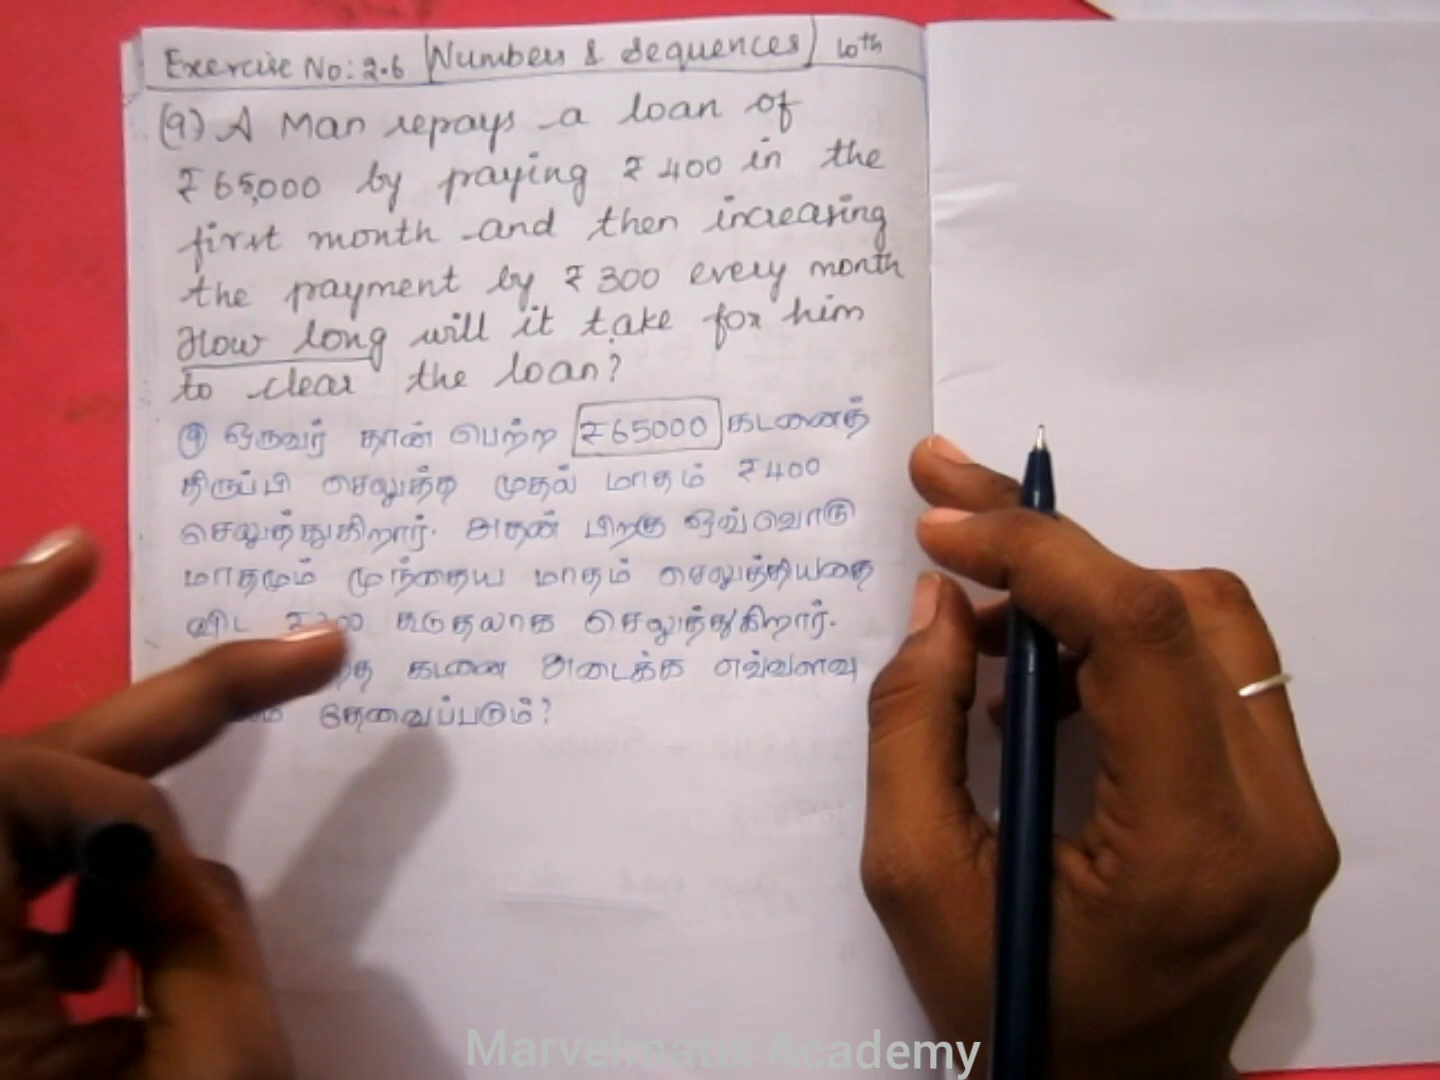 Exercise No: 2.6 Numbers & Sequences 10th
(9) A Man repays a loan of
₹ 65,000 by paying ₹ 400 in the
first month and then increasing
the payment by ₹ 300 every month
How long will it take for him
to clear the loan?
(9) ஒருவர் தான் பெற்ற ₹65000 கடனைத்
திருப்பி செலுத்த முதல் மாதம் ₹400
செலுத்துகிறார். அதன் பிறகு ஒவ்வொரு
மாதமும் முந்தைய மாதம் செலுத்தியதை
விட கூடுதலாக செலுத்துகிறார்.
கடனை அடைக்க எவ்வளவு
தேவைப்படும்?
Marvelmatix Academy